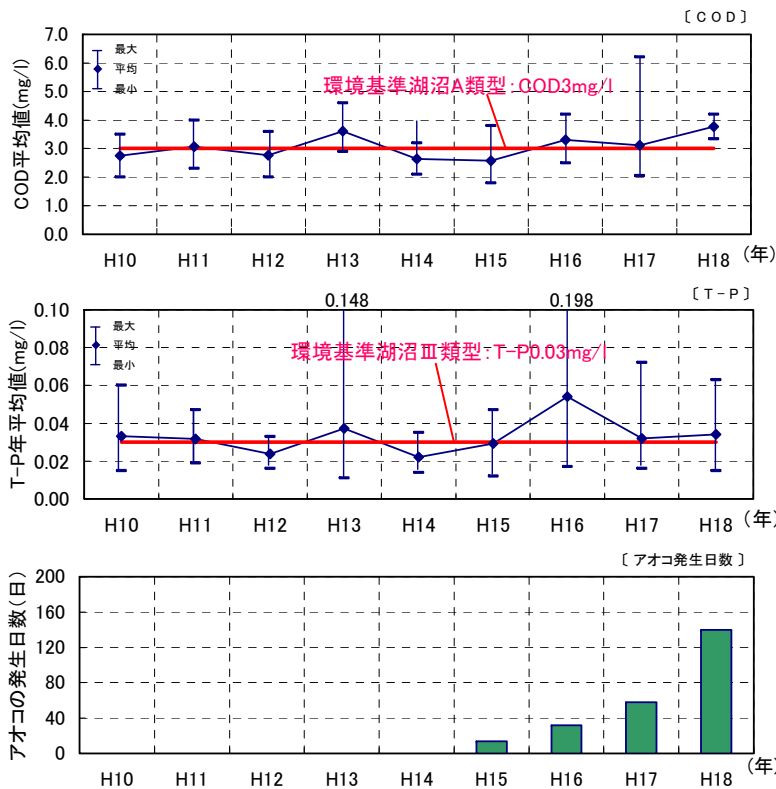 〔COD〕
COD平均値(mg/l)
7.0
6.0
5.0
4.0
3.0
2.0
1.0
0.0
最大
平均
最小
環境基準湖沼A類型:COD3mg/l
H10 H11 H12 H13 H14 H15 H16 H17 H18 (年)
〔T-P〕
0.148 0.198
T-P年平均値(mg/l)
0.10
0.08
0.06
0.04
0.02
0.00
最大
平均
最小
環境基準湖沼Ⅲ類型:T-P0.03mg/l
H10 H11 H12 H13 H14 H15 H16 H17 H18 (年)
〔アオコ発生日数〕
アオコの発生日数(日)
200
160
120
80
40
0
H10 H11 H12 H13 H14 H15 H16 H17 H18 (年)